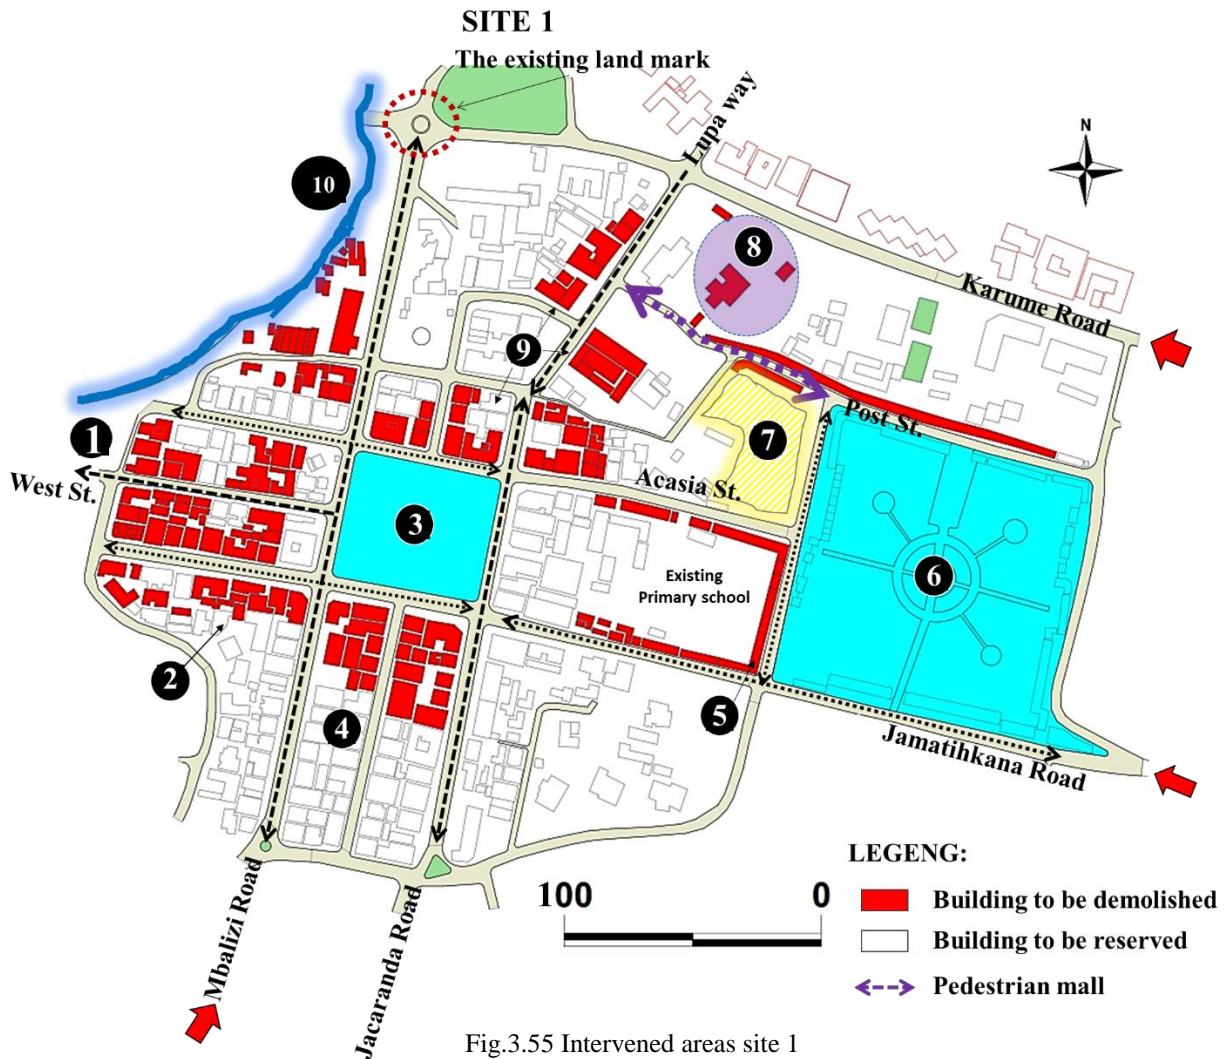 SITE 1
The existing land mark
Lupa way
N
10
8
Karume Road
9
1
Post St.
7
West St.
Acasia St.
3
Existing
Primary school
6
2
5
4
Jamatihkana Road
LEGENG:
100 0
Building to be demolished
Building to be reserved
Mbalizi Road
Jacaranda Road
Pedestrian mall
Fig.3.55 Intervened areas site 1